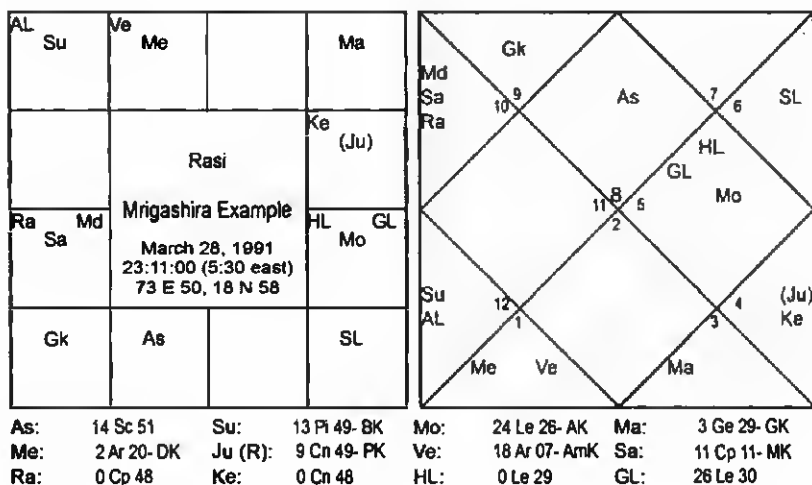 AL Su
Ve Me
Ma
Ke (Ju)
Rasi
Mrigashira Example
March 28, 1991
23:11:00 (5:30 east)
73 E 50, 18 N 58
Ra Md
Sa
HL GL
Mo
Gk
As
SL
Gk
Md
Sa
Ra
9
10
As
7
6
SL
HL
GL
Mo
8
11
5
2
Su
AL
12
1
Me Ve
4
3
(Ju)
Ke
Ma
As: 14 Sc 51 Su: 13 Pi 49- BK Mo: 24 Le 26- AK Ma: 3 Ge 29- GK
Me: 2 Ar 20- DK Ju (R): 9 Cn 49- PK Ve: 18 Ar 07- AmK Sa: 11 Cp 11- MK
Ra: 0 Cp 48 Ke: 0 Cn 48 HL: 0 Le 29 GL: 26 Le 30